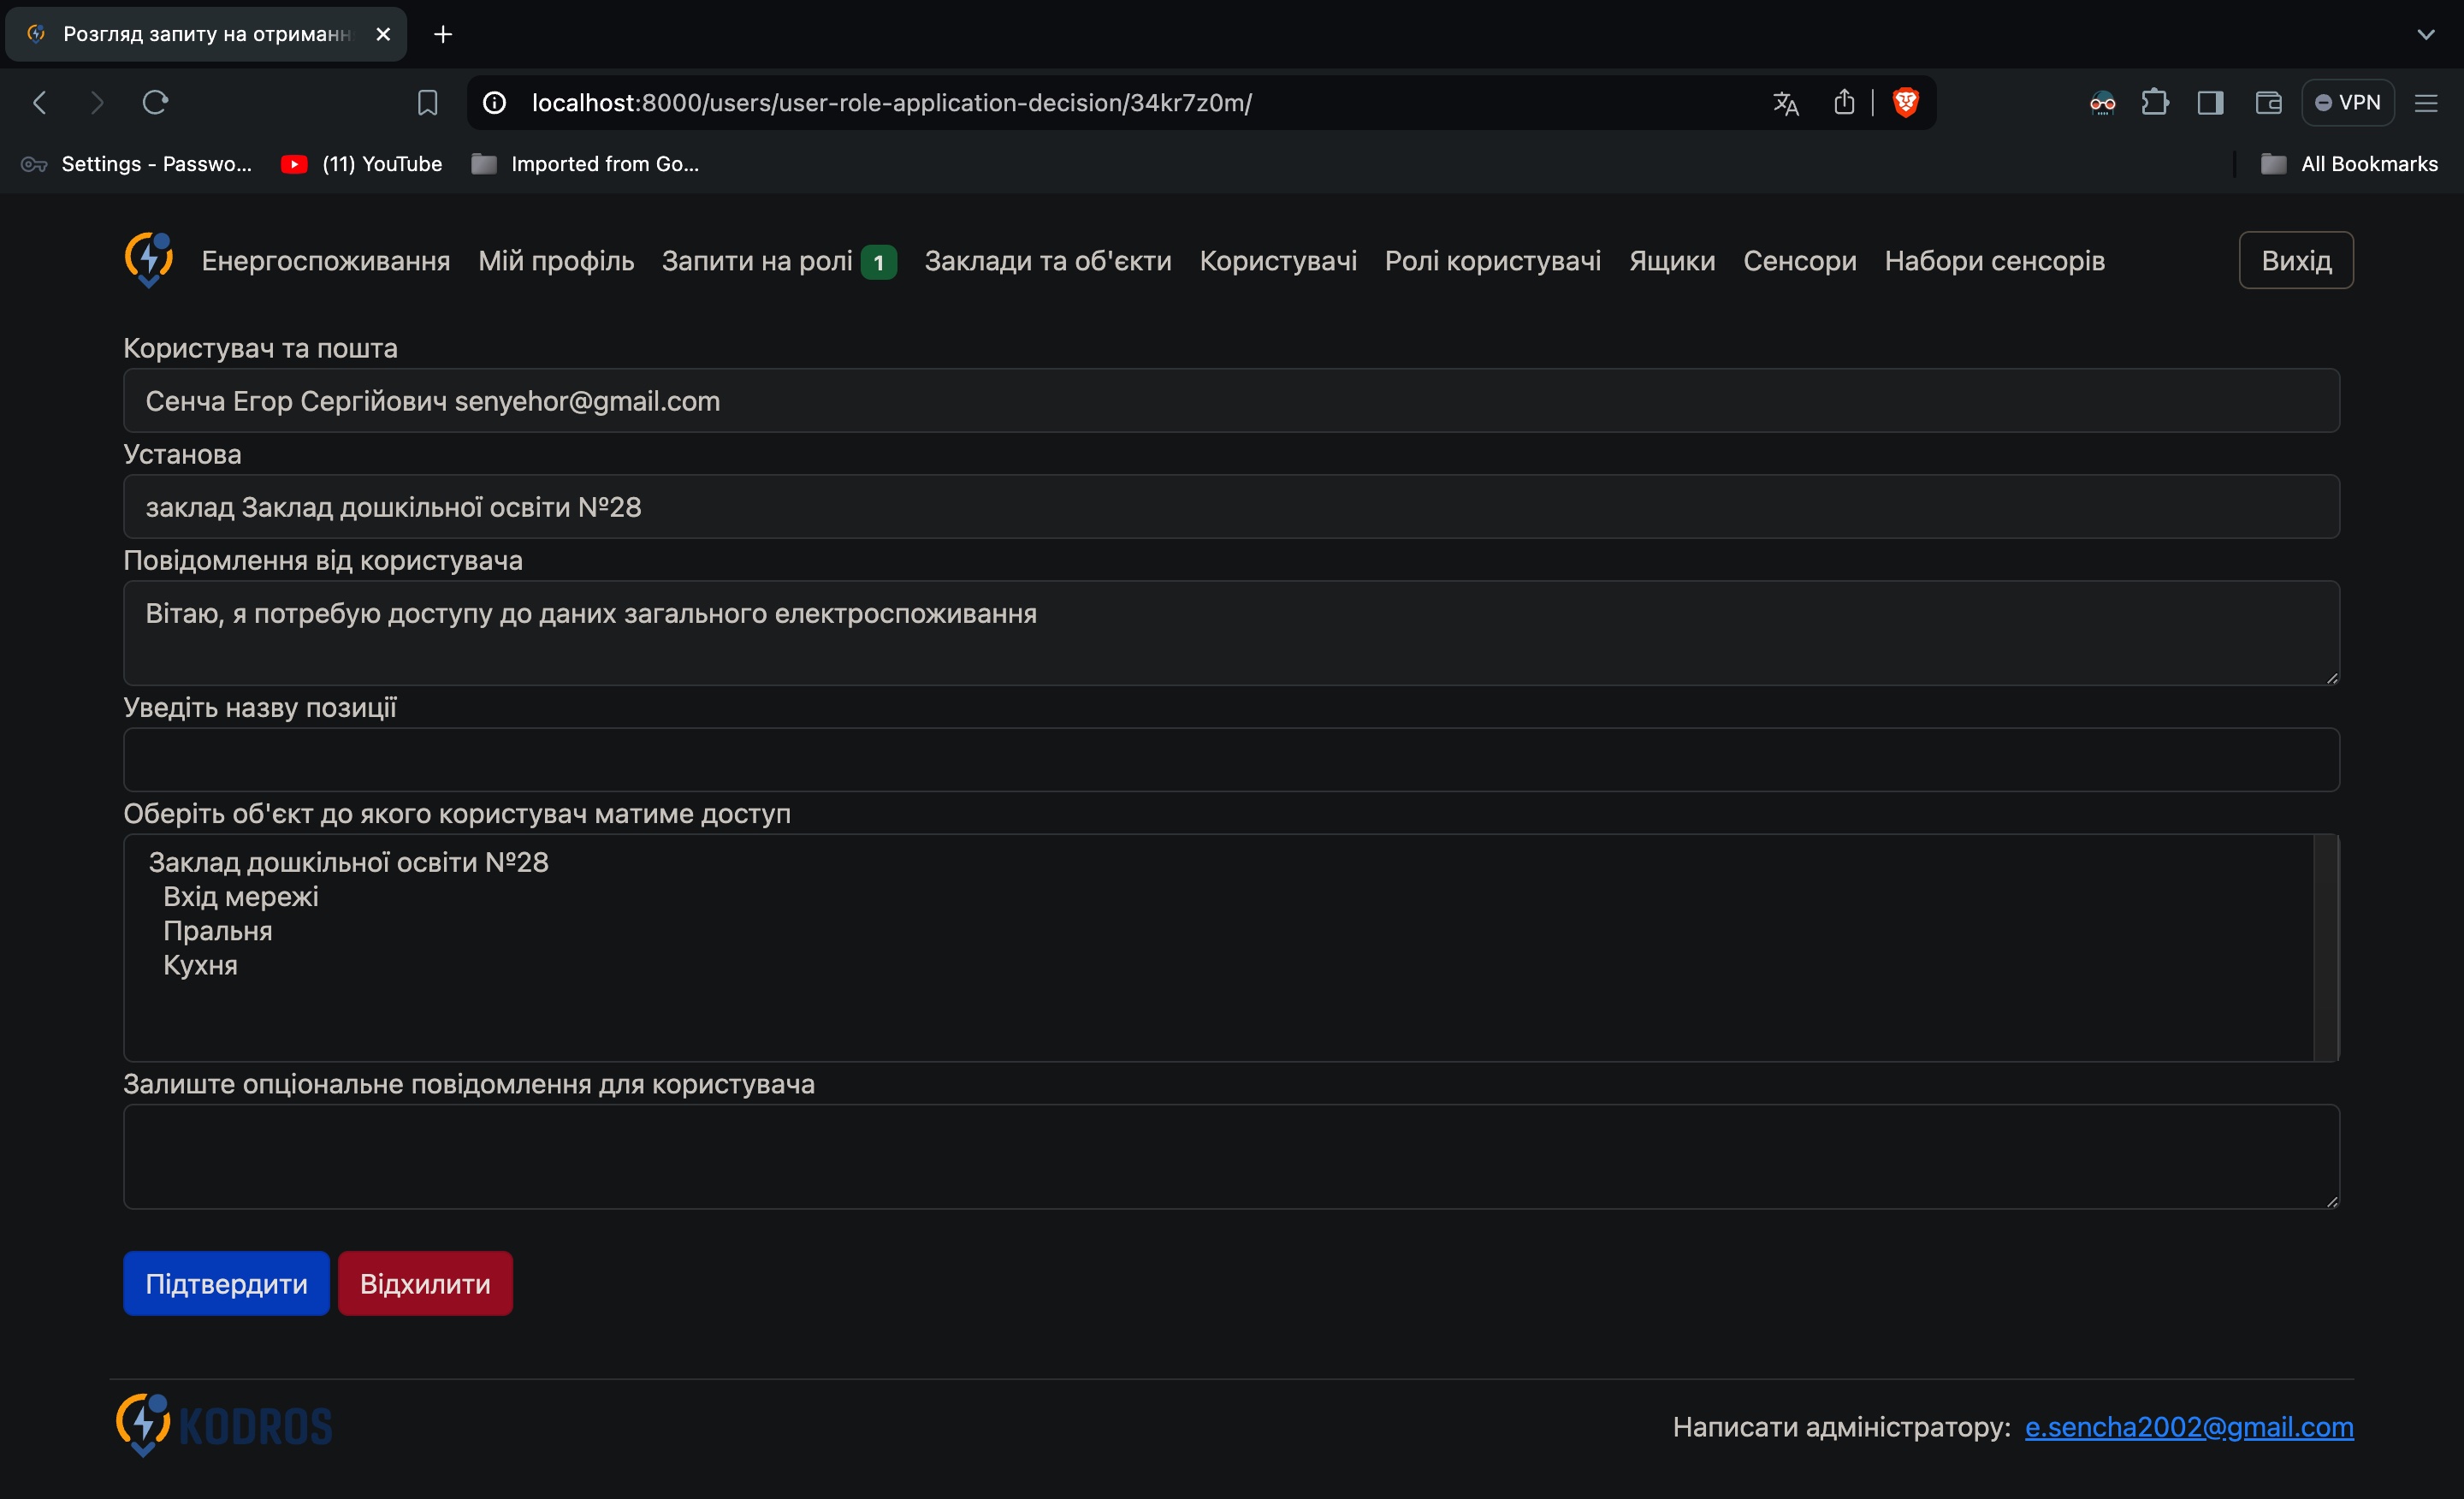 Розгляд запиту на отриманн
localhost:8000/users/user-role-application-decision/34kr7z0m/
VPN
Settings - Passwo...
(11) YouTube
Imported from Go...
All Bookmarks
Енергоспоживання
Мій профіль
Запити на ролі 1
Заклади та об'єкти
Користувачі
Ролі користувачі
Ящики
Сенсори
Набори сенсорів
Вихід
Користувач та пошта
Сенча Егор Сергійович senyehor@gmail.com
Установа
заклад Заклад дошкільної освіти №28
Повідомлення від користувача
Вітаю, я потребую доступу до даних загального електроспоживання
Уведіть назву позиції
Оберіть об'єкт до якого користувач матиме доступ
Заклад дошкільної освіти №28
Вхід мережі
Пральня
Кухня
Залиште опціональне повідомлення для користувача
Підтвердити
Відхилити
KODROS
Написати адміністратору: e.sencha2002@gmail.com